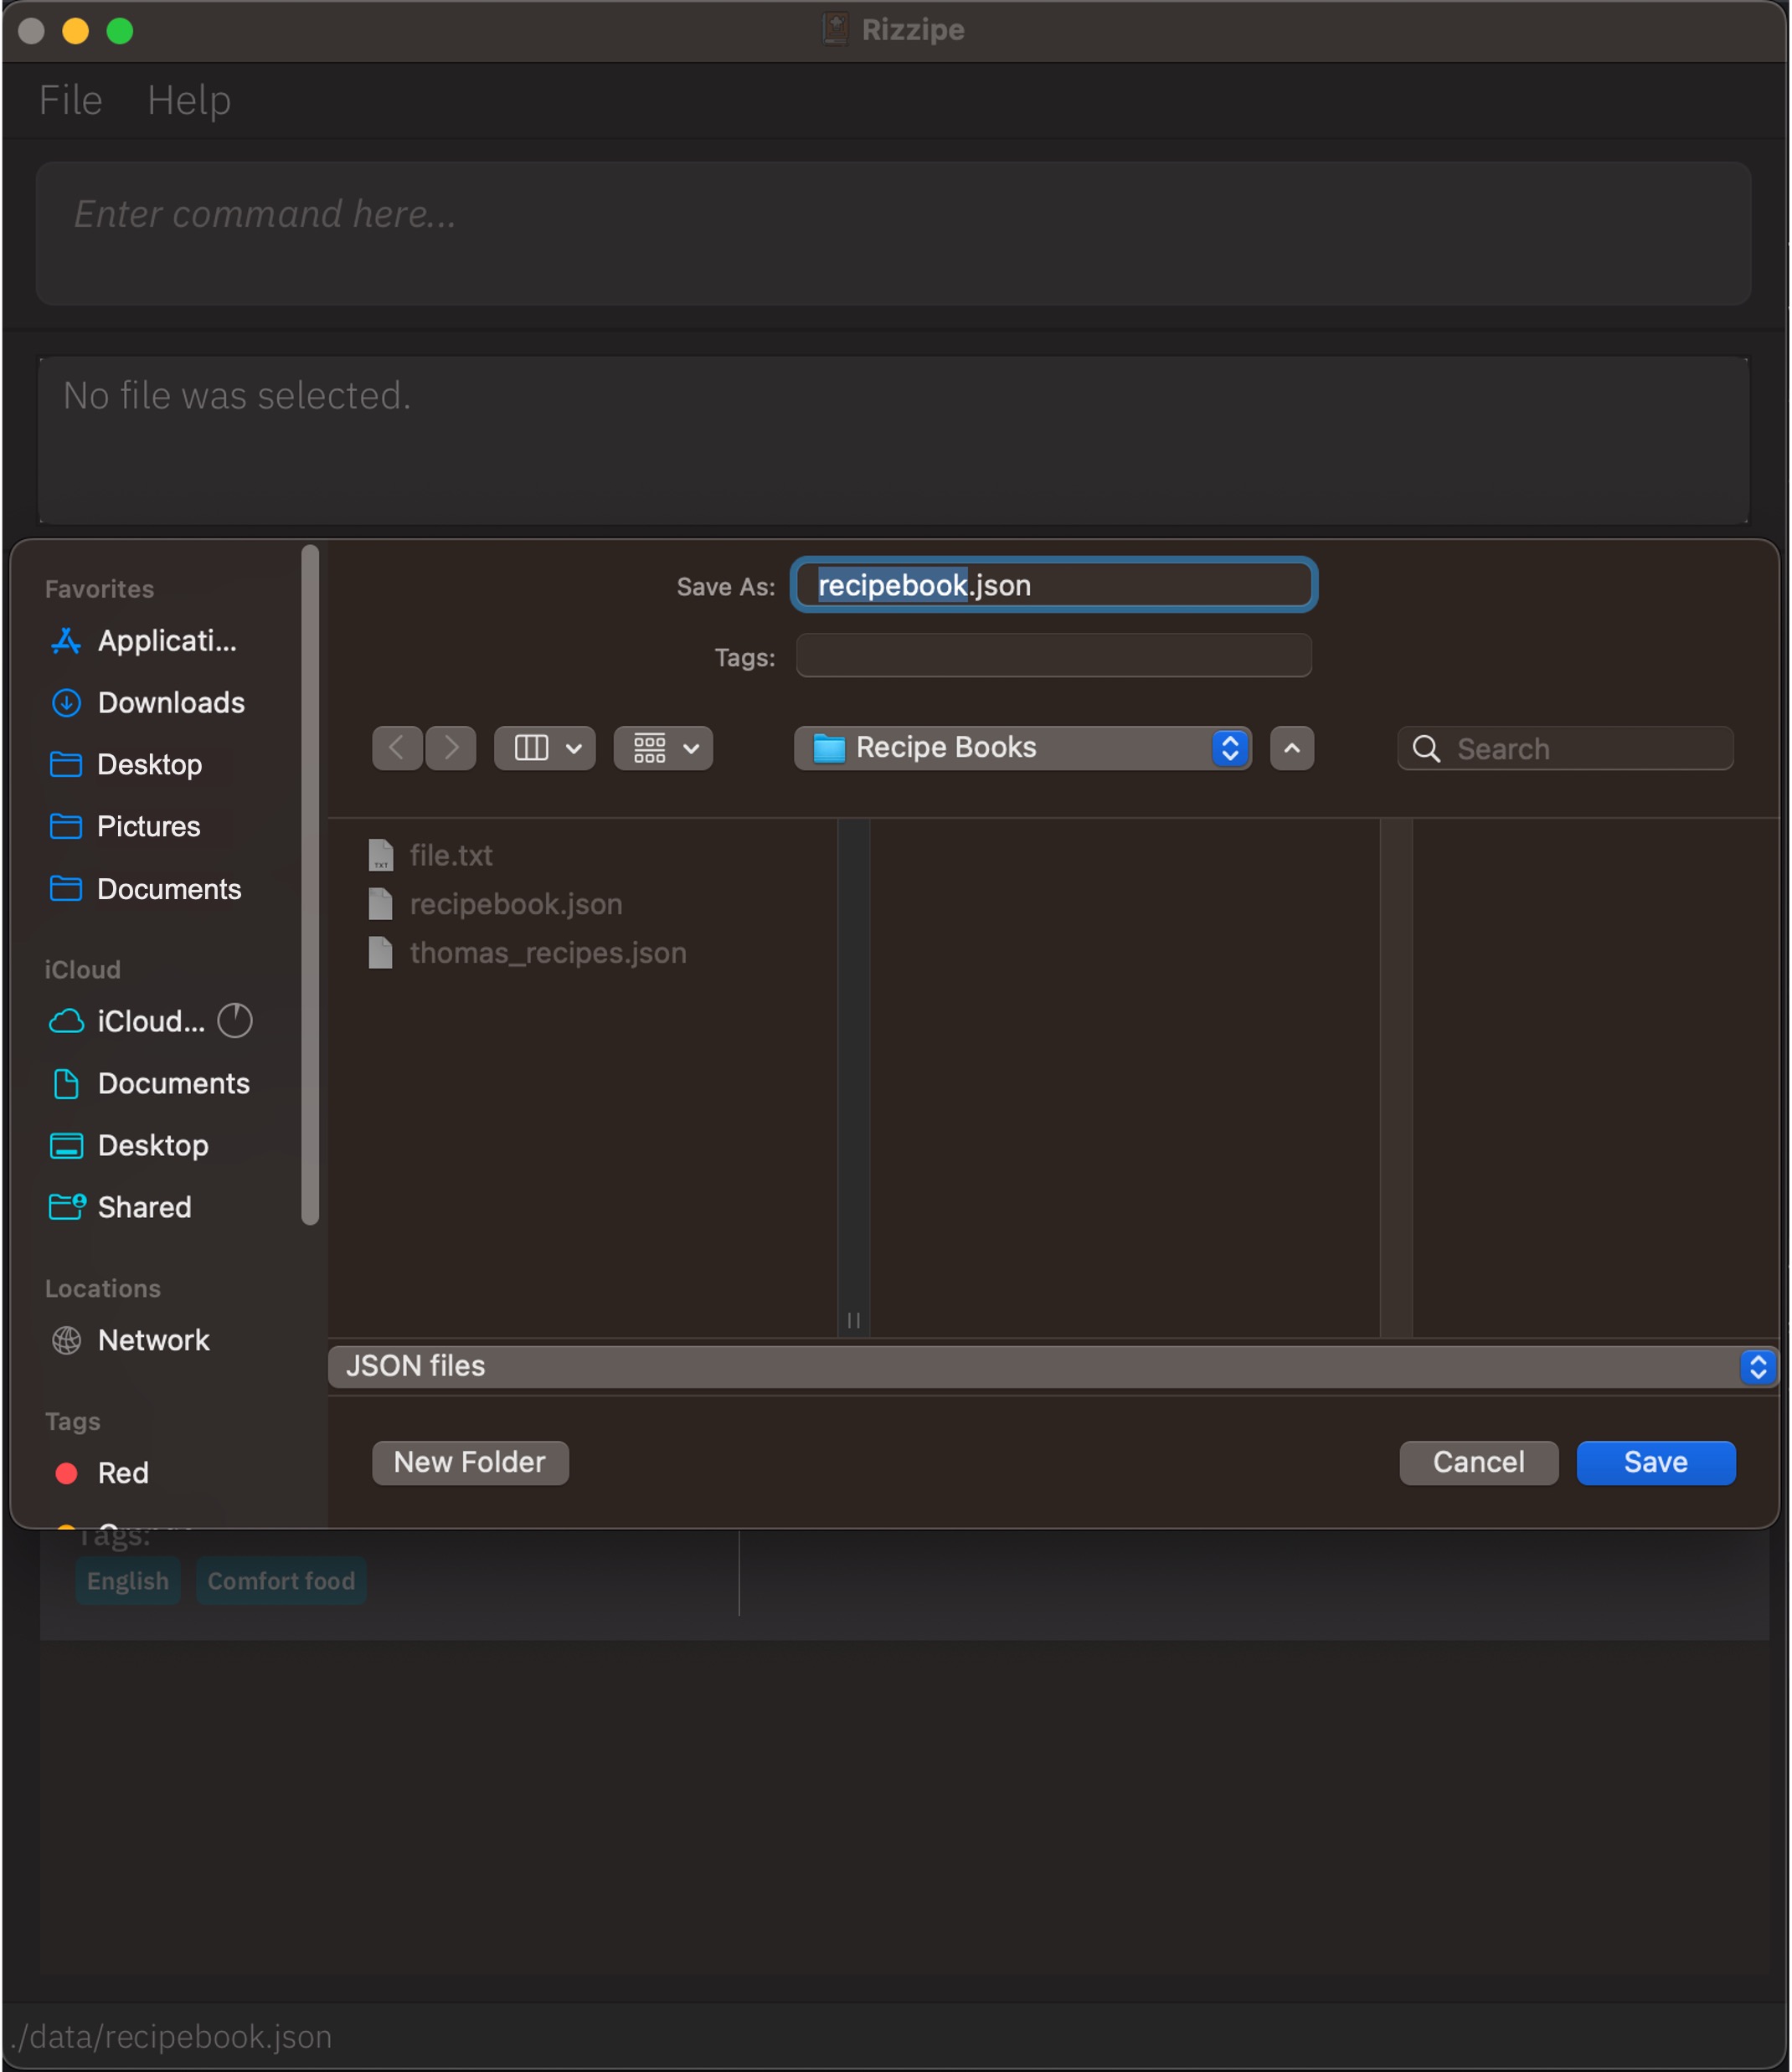 Rizzipe
File Help
Enter command here...
No file was selected.
Favorites
Applicati...
Downloads
Desktop
Pictures
Documents
iCloud
iCloud...
Documents
Desktop
Shared
Locations
Network
Tags
Red
Save As: recipebook.json
Tags:
Recipe Books
Search
TXT file.txt
recipebook.json
thomas_recipes.json
JSON files
New Folder Cancel Save
Tags:
English Comfort food
./data/recipebook.json